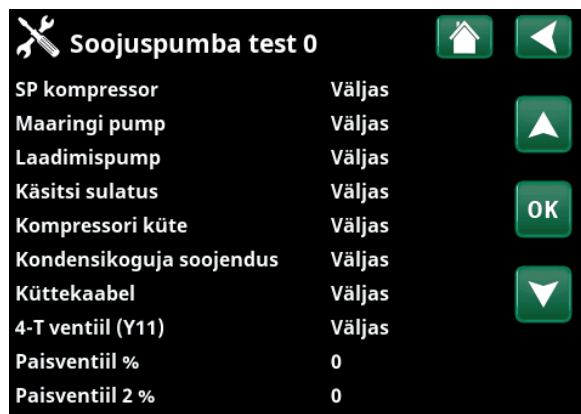 Soojuspumba test 0
SP kompressor Väljas
Maaringi pump Väljas
Laadimispump Väljas
Käsitsi sulatus Väljas
OK
Kompressori küte Väljas
Kondensikoguja soojendus Väljas
Küttekaabel Väljas
4-T ventiil (Y11) Väljas
Paisventiil % 0
Paisventiil 2 % 0